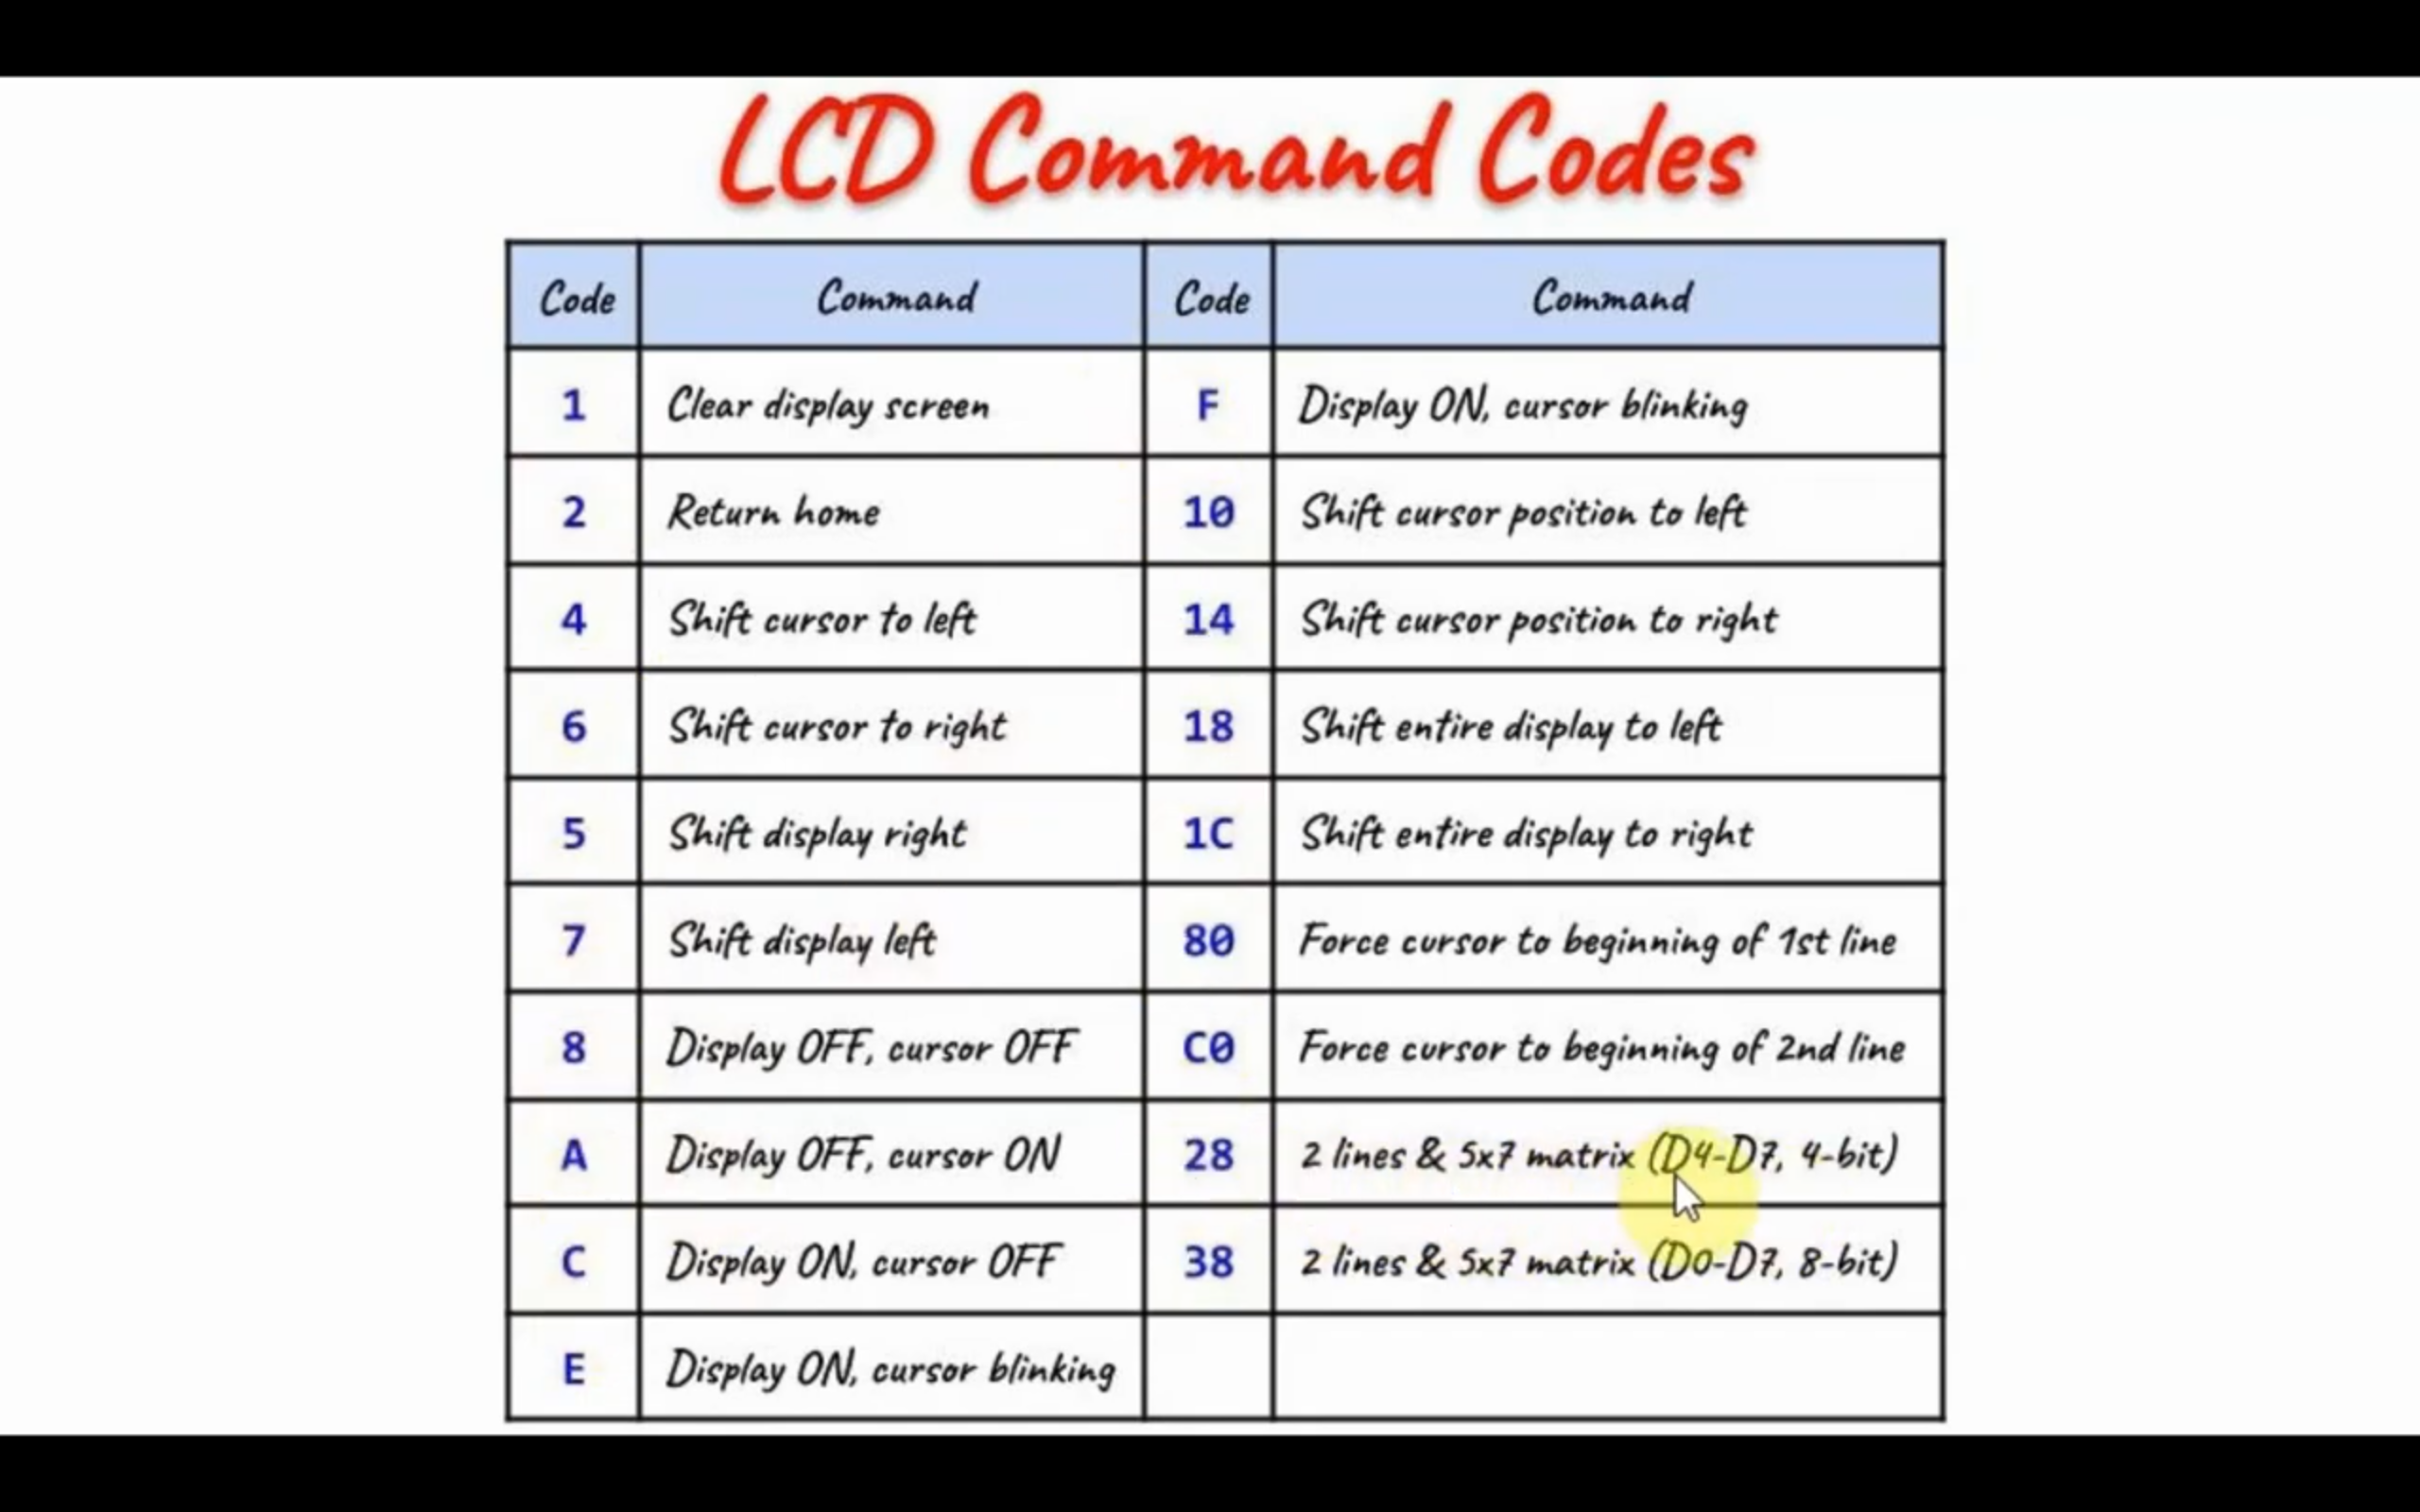 LCD Command Codes
Code Command Code Command
1 Clear display screen F Display ON, cursor blinking
2 Return home 10 Shift cursor position to left
4 Shift cursor to left 14 Shift cursor position to right
6 Shift cursor to right 18 Shift entire display to left
5 Shift display right 1C Shift entire display to right
7 Shift display left 80 Force cursor to beginning of 1st line
8 Display OFF, cursor OFF C0 Force cursor to beginning of 2nd line
A Display OFF, cursor ON 28 2 lines & 5x7 matrix (D4-D7, 4-bit)
C Display ON, cursor OFF 38 2 lines & 5x7 matrix (D0-D7, 8-bit)
E Display ON, cursor blinking